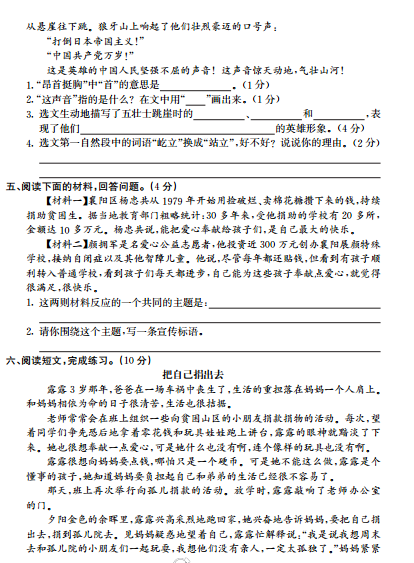 从悬崖往下跳。狼牙山上响起了他们壮烈豪迈的口号声:
“打倒日本帝国主义!”
“中国共产党万岁!”
这是英雄的中国人民坚强不屈的声音!这声音惊天动地,气壮山河!
1.“昂首挺胸”中“首”的意思是________。(1分)
2.“这声音”指的是什么?在文中用“____”画出来。(1分)
3. 选文生动地描写了五壮士跳崖时的________、________和________,表
现了他们________的英雄形象。(4分)
4. 选文第一自然段中的词语“屹立”换成“站立”,好不好?说说你的理由。(2分)
五、阅读下面的材料,回答问题。(4分)
【材料一】襄阳区杨忠共从1979年开始用捡破烂、卖棉花糖攒下来的钱,持续
捐助贫困生。据当地教育部门粗略统计:30多年来,受他捐助的学校有20多所,
金额达10多万元。杨忠共说,能把爱心奉献给孩子们,是自己最大的快乐。
【材料二】颜拥军是名爱心公益志愿者,他投资近300万元创办襄阳展颜特殊
学校,接纳自闭症以及其他智障儿童。他说,尽管每年都还贴钱,但看到有孩子顺
利转入普通学校,看到孩子们每天都进步,自己能为这些孩子奉献点爱心,就觉得
很满足,很快乐。
1. 这两则材料反应的一个共同的主题是:________
2. 请你围绕这个主题,写一条宣传标语。
六、阅读短文,完成练习。(10分)
把自己捐出去
露露3岁那年,爸爸在一场车祸中丧生了,生活的重担落在妈妈一个人肩上。
和妈妈相依为命的日子很清苦,生活也很拮据。
老师常常会在班上组织一些向贫困山区的小朋友捐款捐物的活动。每次,望
着同学们争先恐后地拿着零花钱和玩具娃娃跑上讲台,露露的眼神就黯淡了下
来。她也很想奉献一点爱心,可是她什么也没有啊,连个像样的玩具也没有啊。
露露很想向妈妈要点钱,哪怕只是一个硬币。可是她不能这么做,露露是个
懂事的孩子,她知道妈妈要负担起自己和弟弟的生活已经很不容易了。
那天,班上再次举行向孤儿捐款的活动。放学时,露露敲响了老师办公室
的门。
夕阳金色的余晖里,露露兴高采烈地跑回家,她兴奋地告诉妈妈,要把自己捐
出去,捐到孤儿院去。见妈妈疑惑地望着自己,露露忙解释说:“我是说我想周末
去和孤儿院的小朋友们一起玩耍,我想他们没有亲人,一定太孤独了。”妈妈紧紧